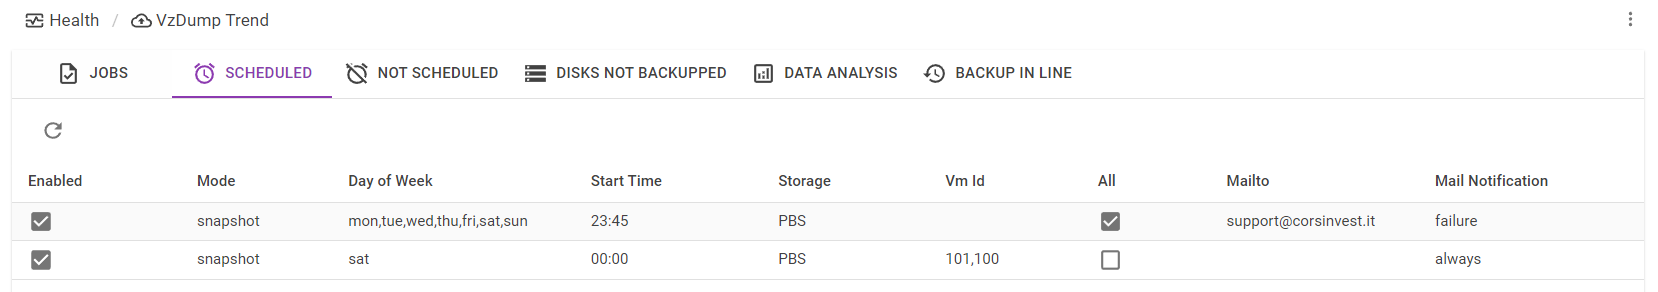 Health / VzDump Trend
JOBS SCHEDULED NOT SCHEDULED DISKS NOT BACKUPPED DATA ANALYSIS BACKUP IN LINE
Enabled Mode Day of Week Start Time Storage Vm Id All Mailto Mail Notification
snapshot mon,tue,wed,thu,fri,sat,sun 23:45 PBS support@corsinvest.it failure
snapshot sat 00:00 PBS 101,100 always